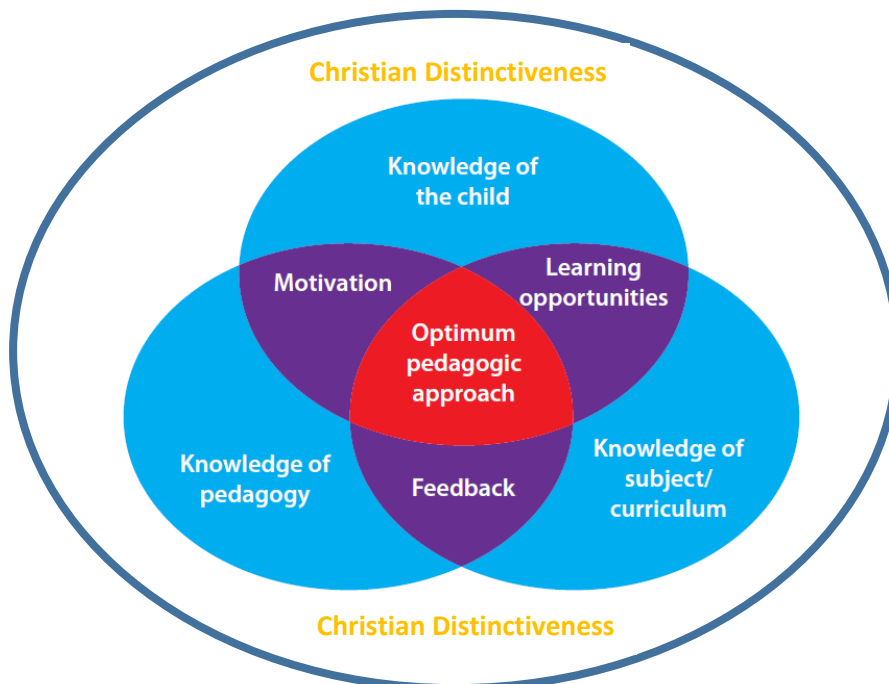 Christian Distinctiveness
Knowledge of
the child
Motivation
Learning
opportunities
Optimum
pedagogic
approach
Knowledge of
pedagogy
Feedback
Knowledge of
subject/
curriculum
Christian Distinctiveness